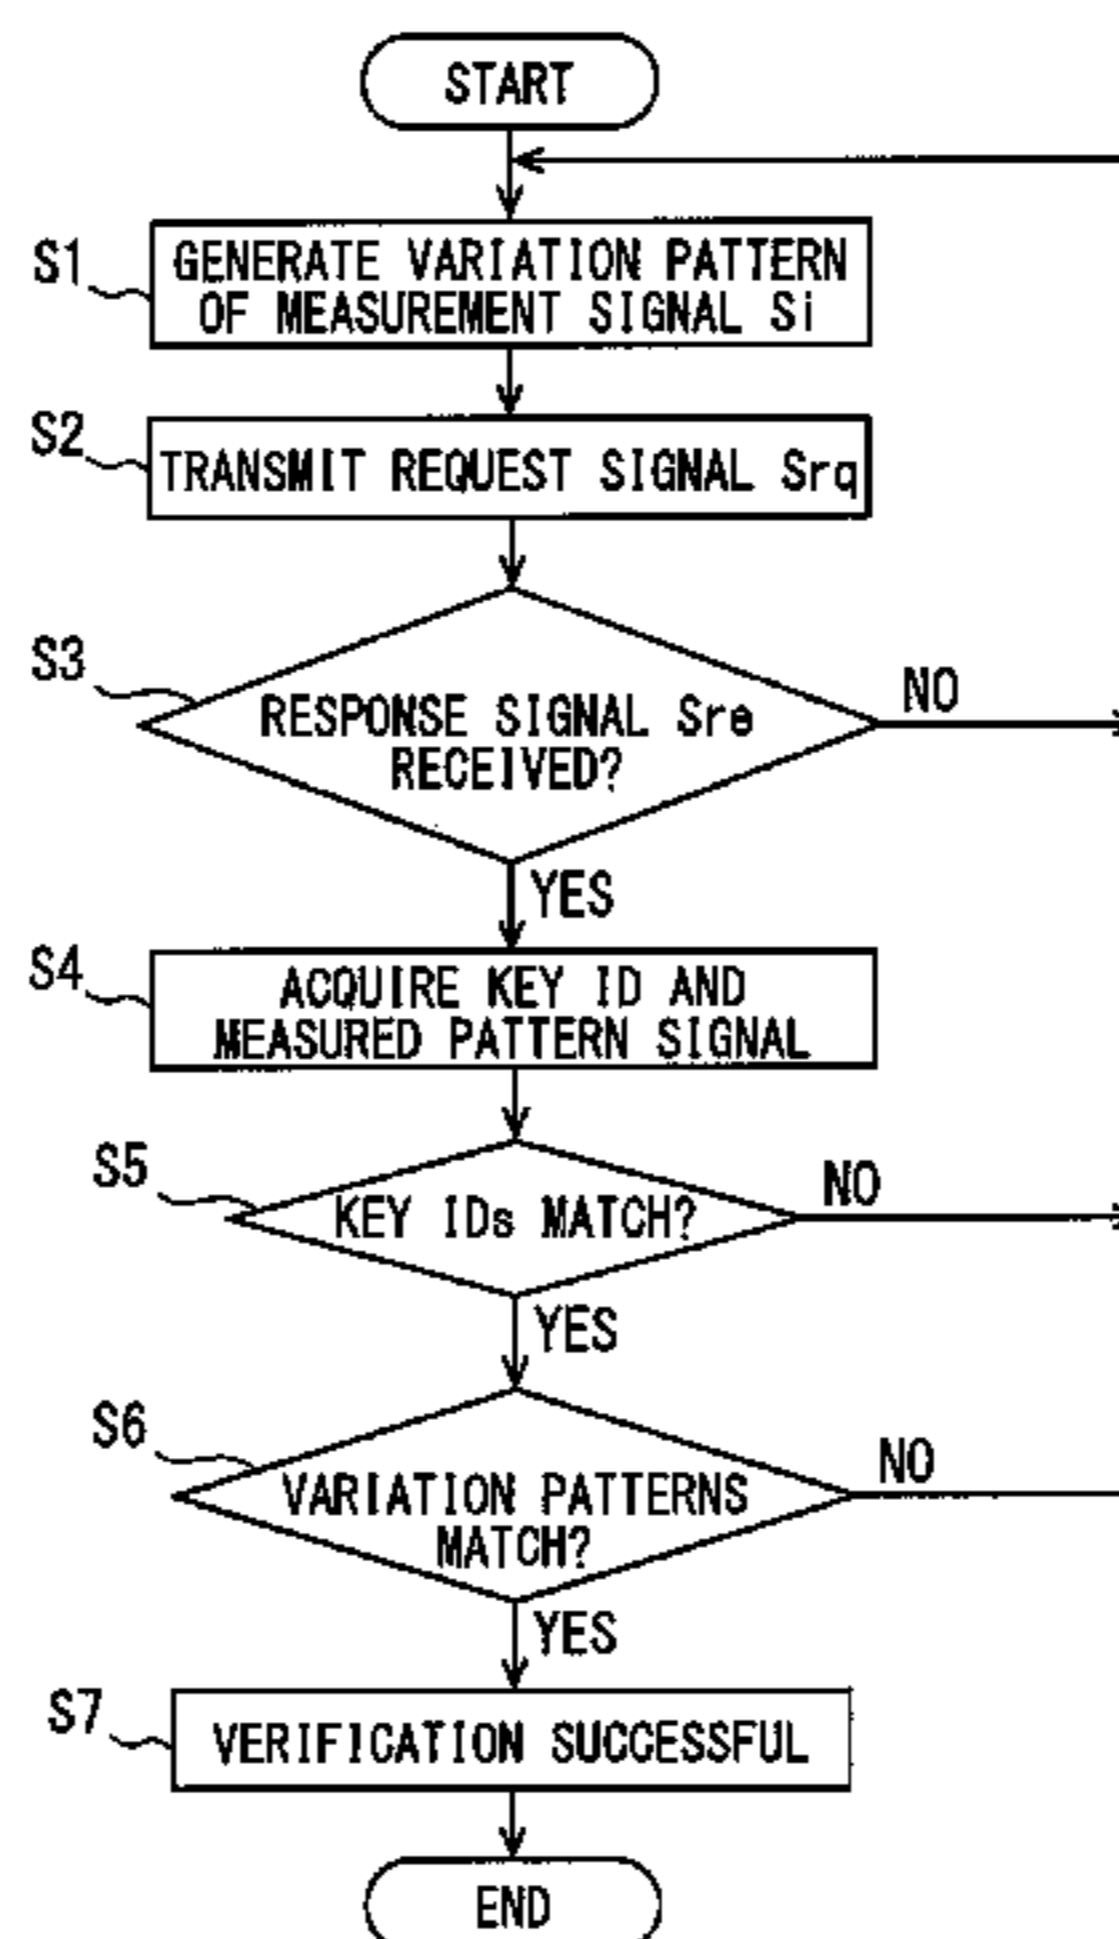 START
S1
GENERATE VARIATION PATTERN
OF MEASUREMENT SIGNAL Si
S2
TRANSMIT REQUEST SIGNAL Srq
S3
RESPONSE SIGNAL Sre
RECEIVED?
NO
YES
S4
ACQUIRE KEY ID AND
MEASURED PATTERN SIGNAL
S5
KEY IDs MATCH?
NO
YES
S6
VARIATION PATTERNS
MATCH?
NO
YES
S7
VERIFICATION SUCCESSFUL
END